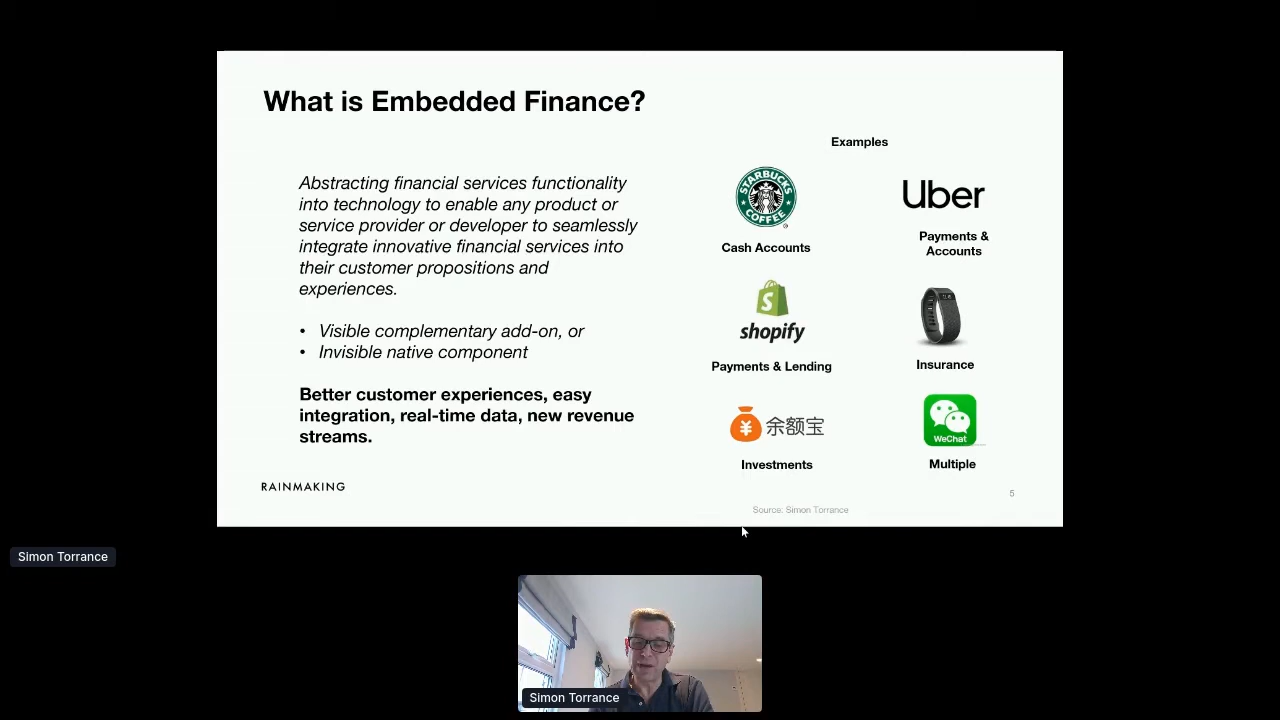 What is Embedded Finance?
Abstracting financial services functionality
into technology to enable any product or
service provider or developer to seamlessly
integrate innovative financial services into
their customer propositions and
experiences.
• Visible complementary add-on, or
• Invisible native component
Better customer experiences, easy
integration, real-time data, new revenue
streams.
RAINMAKING
Examples
STARBUCKS
COFFEE
®
Cash Accounts
Uber
Payments &
Accounts
S
shopify
Payments & Lending
Insurance
¥ 余额宝
Investments
WeChat
Multiple
5
Source: Simon Torrance
Simon Torrance
Simon Torrance